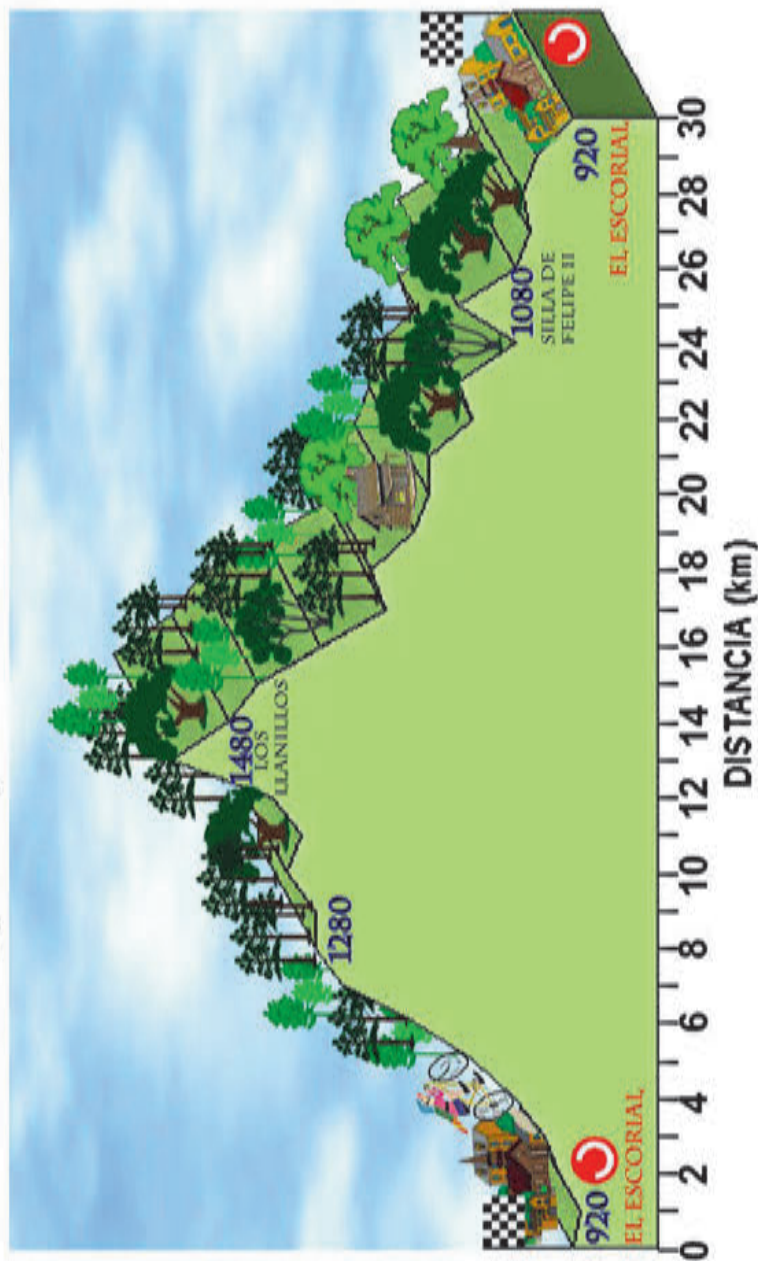 1480
LOS
LLANILLOS
1280
1080
SILLA DE
FELIPE II
920
EL ESCORIAL
920
EL ESCORIAL
0 2 4 6 8 10 12 14 16 18 20 22 24 26 28 30
DISTANCIA (km)